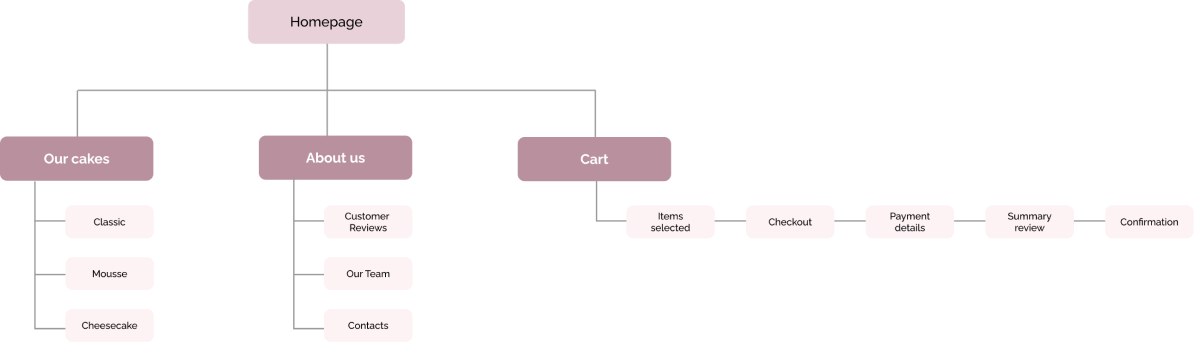 Homepage
Our cakes
About us
Cart
Classic
Mousse
Cheesecake
Customer
Reviews
Our Team
Contacts
Items
selected
Checkout
Payment
details
Summary
review
Confirmation